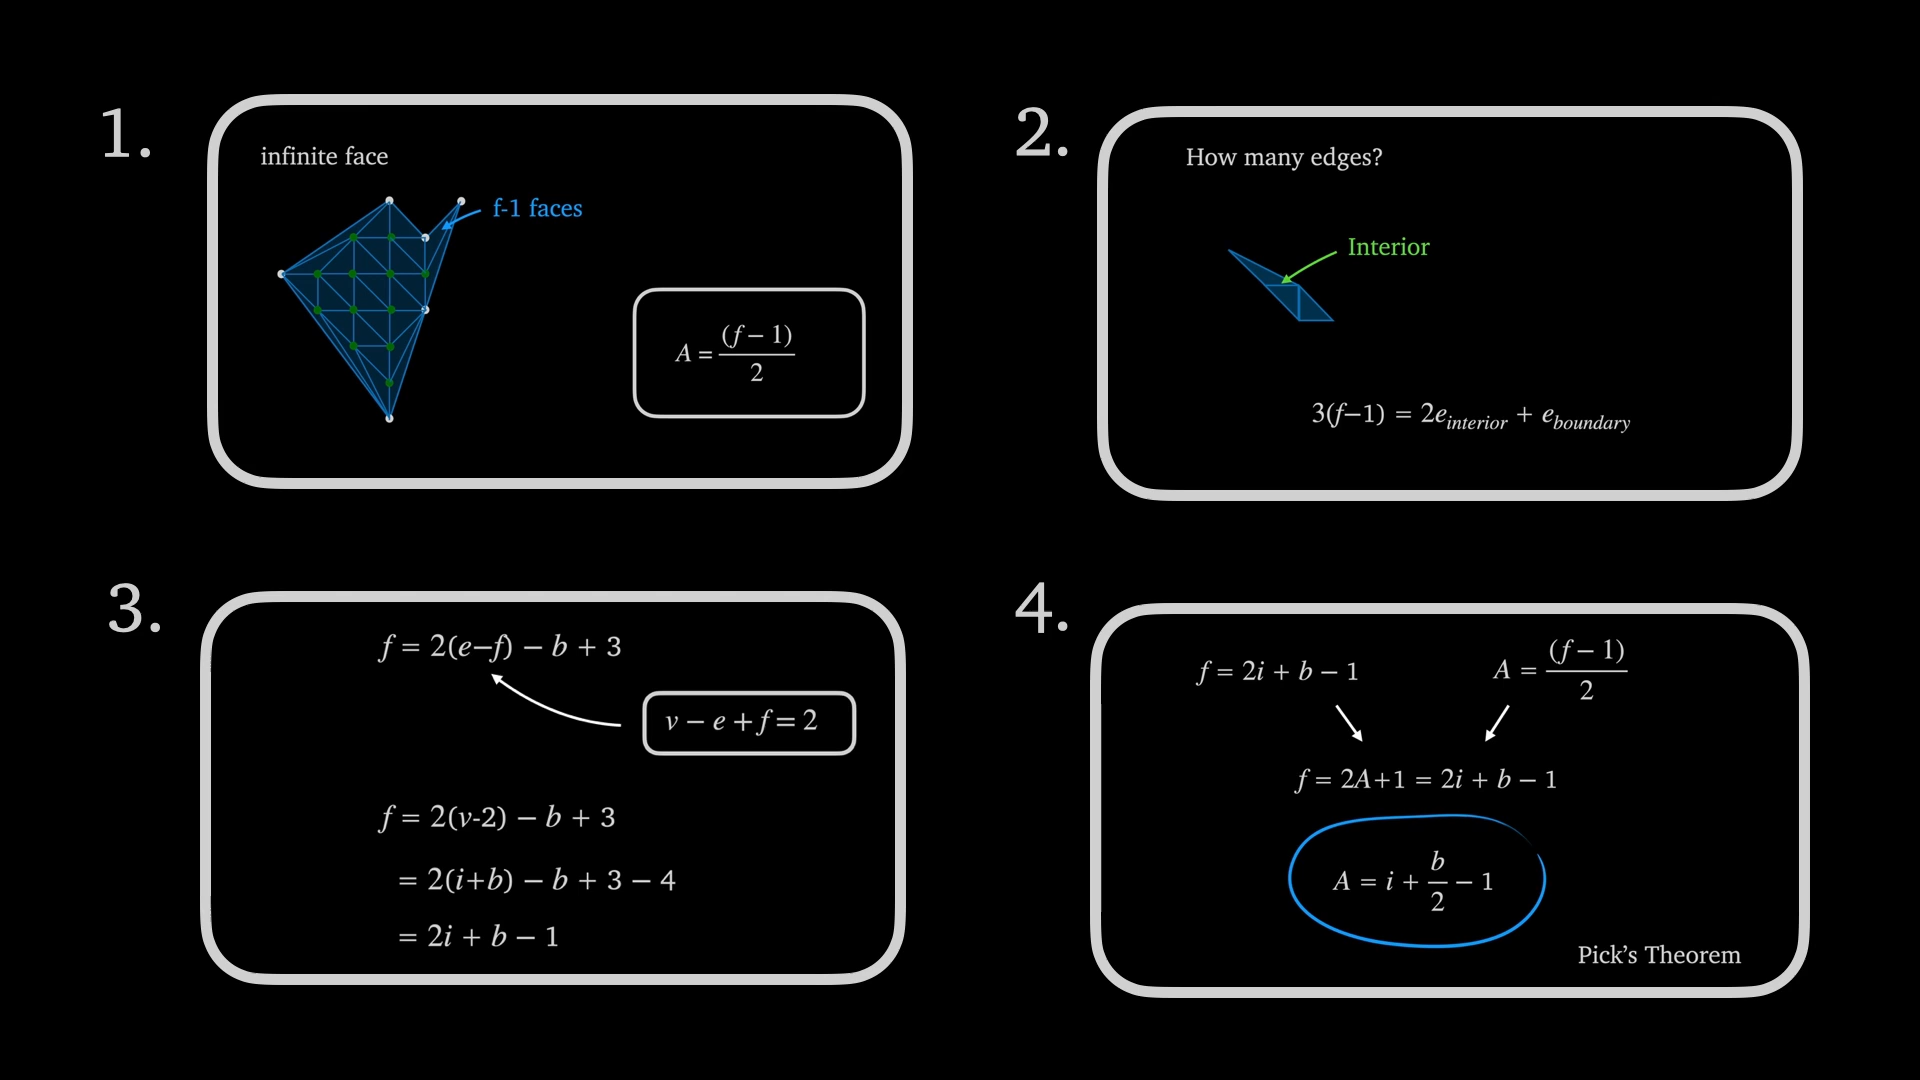 1.
infinite face
f-1 faces
A = (f − 1) / 2
2.
How many edges?
Interior
3(f−1) = 2e_interior + e_boundary
3.
f = 2(e−f) − b + 3
v − e + f = 2
f = 2(v-2) − b + 3
= 2(i+b) − b + 3 − 4
= 2i + b − 1
4.
f = 2i + b − 1
A = (f − 1) / 2
f = 2A+1 = 2i + b − 1
A = i + b/2 − 1
Pick’s Theorem